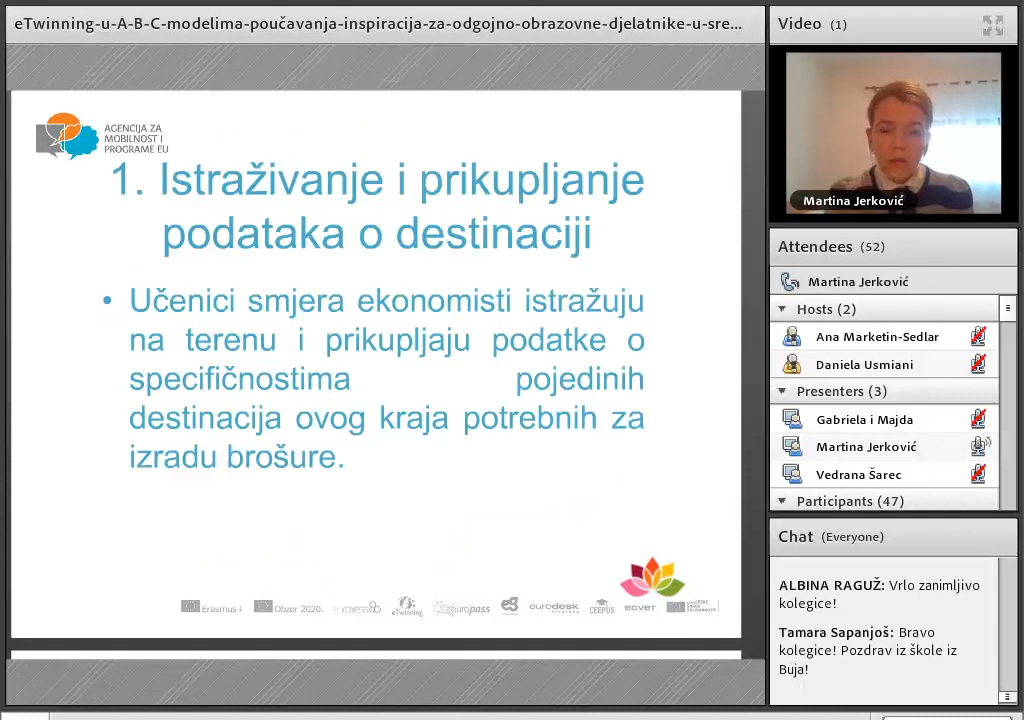 eTwinning-u-A-B-C-modelima-poučavanja-inspiracija-za-odgojno-obrazovne-djelatnike-u-sre...
AGENCIJA ZA
MOBILNOST I
PROGRAME EU
1. Istraživanje i prikupljanje
podataka o destinaciji
• Učenici smjera ekonomisti istražuju
na terenu i prikupljaju podatke o
specifičnostima pojedinih
destinacija ovog kraja potrebnih za
izradu brošure.
Erasmus+
Obzor 2020.
eTwinning
europass
eurodesk
CEEPUS
ECVET
Video (1)
Martina Jerković
Attendees (52)
Martina Jerković
Hosts (2)
Ana Marketin-Sedlar
Daniela Usmiani
Presenters (3)
Gabriela i Majda
Martina Jerković
Vedrana Šarec
Participants (47)
Chat (Everyone)
ALBINA RAGUŽ: Vrlo zanimljivo
kolegice!
Tamara Sapanjoš: Bravo
kolegice! Pozdrav iz škole iz
Buja!